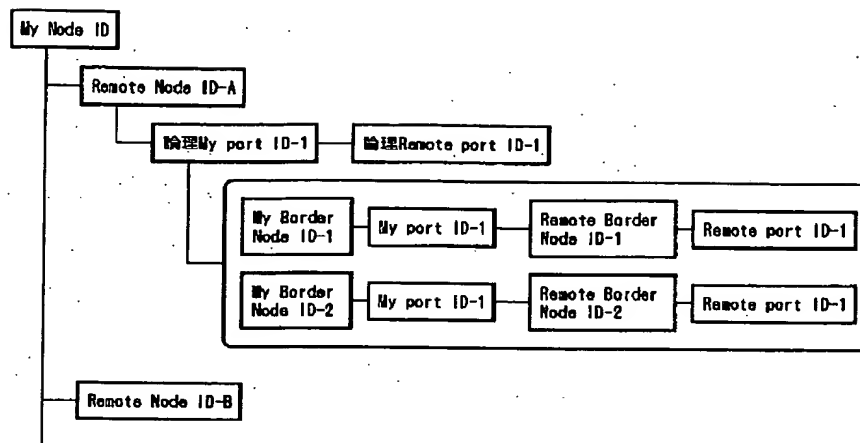 My Node ID
Remote Node ID-A
論理My port ID-1
論理Remote port ID-1
My Border
Node ID-1
My port ID-1
Remote Border
Node ID-1
Remote port ID-1
My Border
Node ID-2
My port ID-1
Remote Border
Node ID-2
Remote port ID-1
Remote Node ID-B